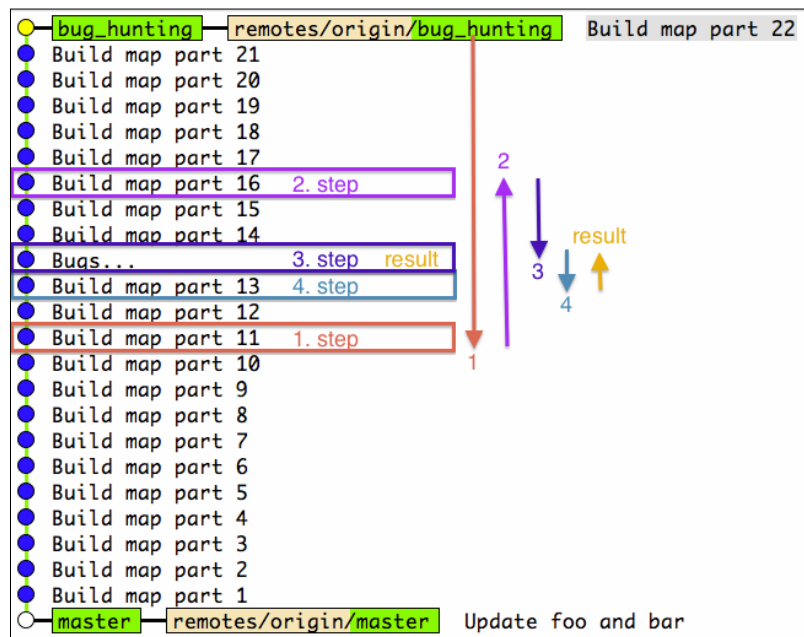 bug_hunting remotes/origin/bug_hunting Build map part 22
Build map part 21
Build map part 20
Build map part 19
Build map part 18
Build map part 17
2
Build map part 16 2. step
Build map part 15
Build map part 14
result
Bugs... 3. step result
3
Build map part 13 4. step
4
Build map part 12
Build map part 11 1. step
1
Build map part 10
Build map part 9
Build map part 8
Build map part 7
Build map part 6
Build map part 5
Build map part 4
Build map part 3
Build map part 2
Build map part 1
master remotes/origin/master Update foo and bar